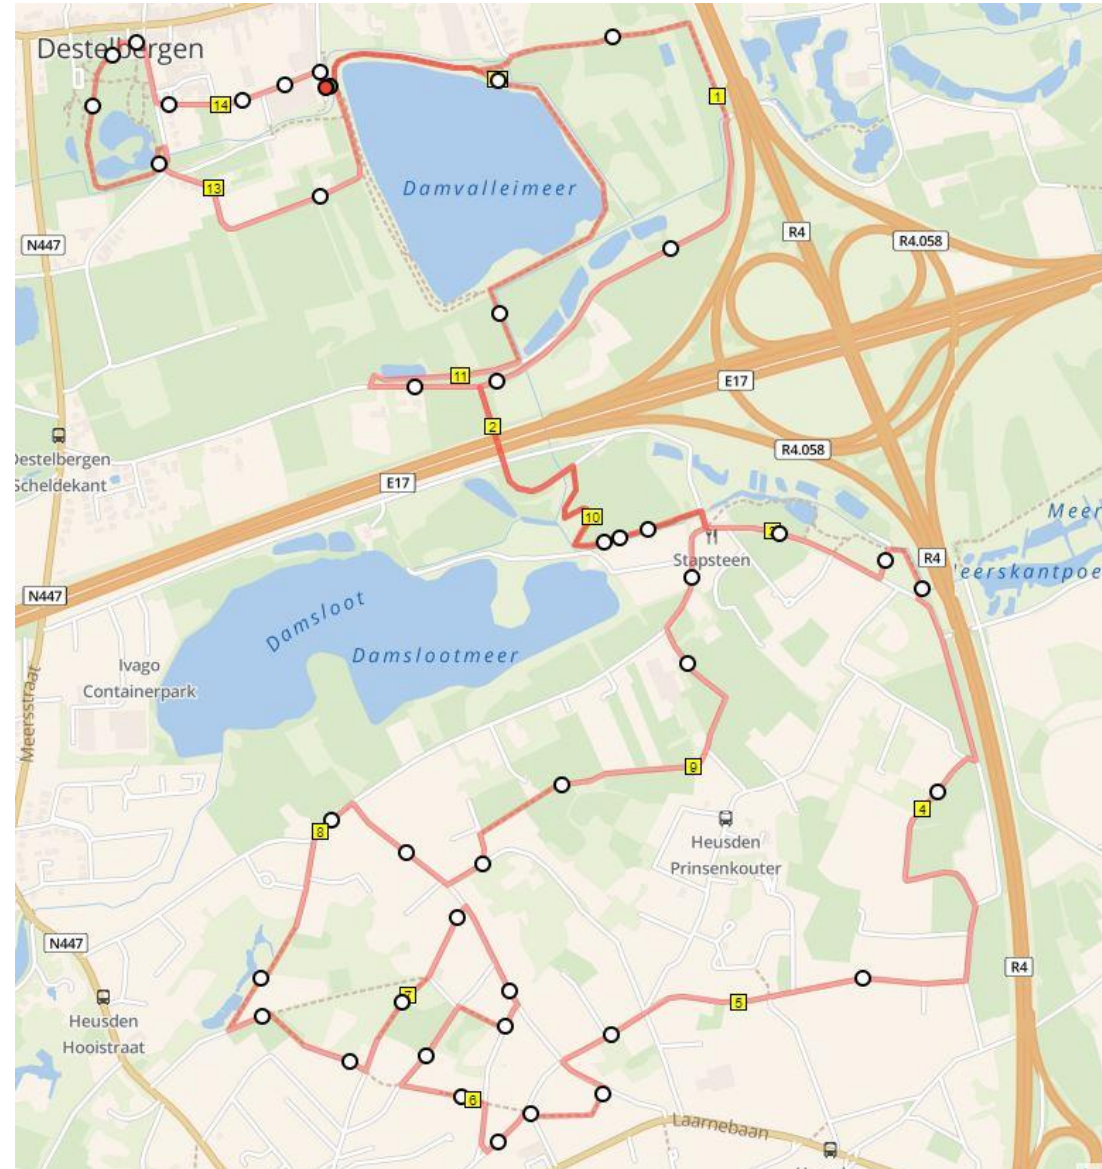 Destelbergen
14
1
Damvalleimeer
13
N447
R4
R4.058
11
E17
2
R4.058
Destelbergen
Scheldekant
E17
10
Meer
Stapsteen
R4
N447
Damsloot
Damslootmeer
Ivago
Containerpark
Meersstraat
9
4
8
Heusden
Prinsenkouter
N447
R4
7
5
Heusden
Hooistraat
6
Laarnebaan